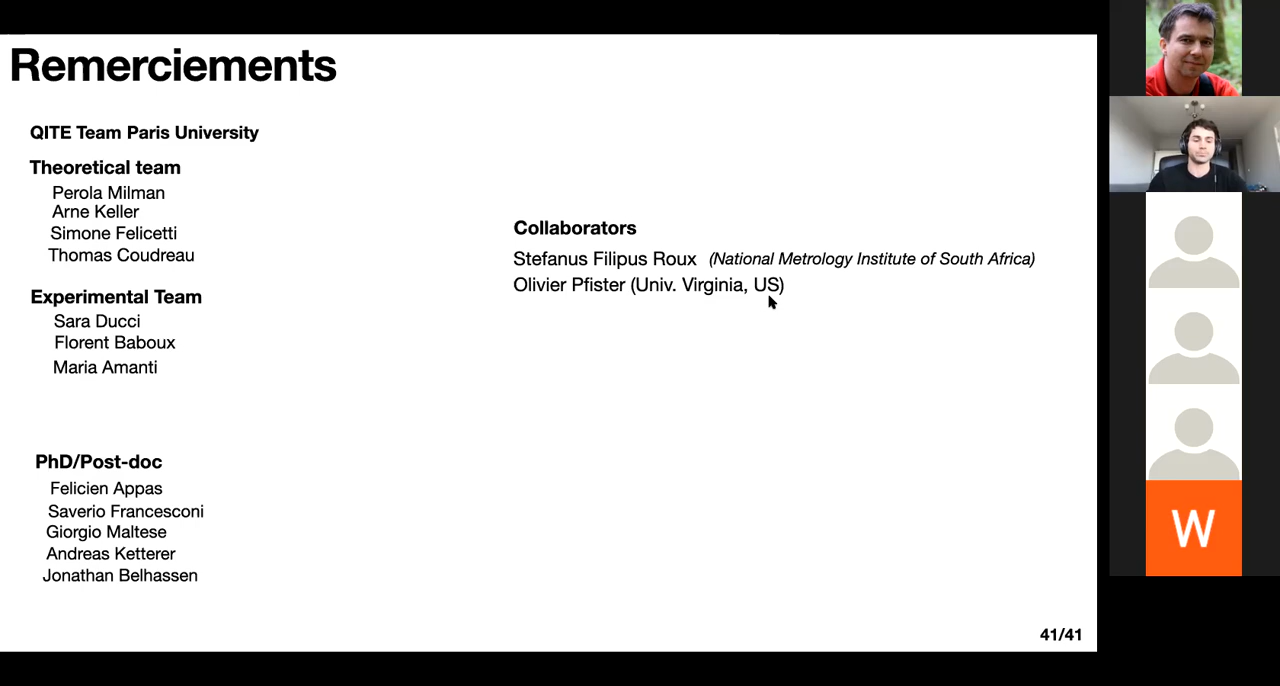 Remerciements
QITE Team Paris University
Theoretical team
Perola Milman
Arne Keller
Simone Felicetti
Thomas Coudreau
Experimental Team
Sara Ducci
Florent Baboux
Maria Amanti
PhD/Post-doc
Felicien Appas
Saverio Francesconi
Giorgio Maltese
Andreas Ketterer
Jonathan Belhassen
Collaborators
Stefanus Filipus Roux (National Metrology Institute of South Africa)
Olivier Pfister (Univ. Virginia, US)
41/41
W